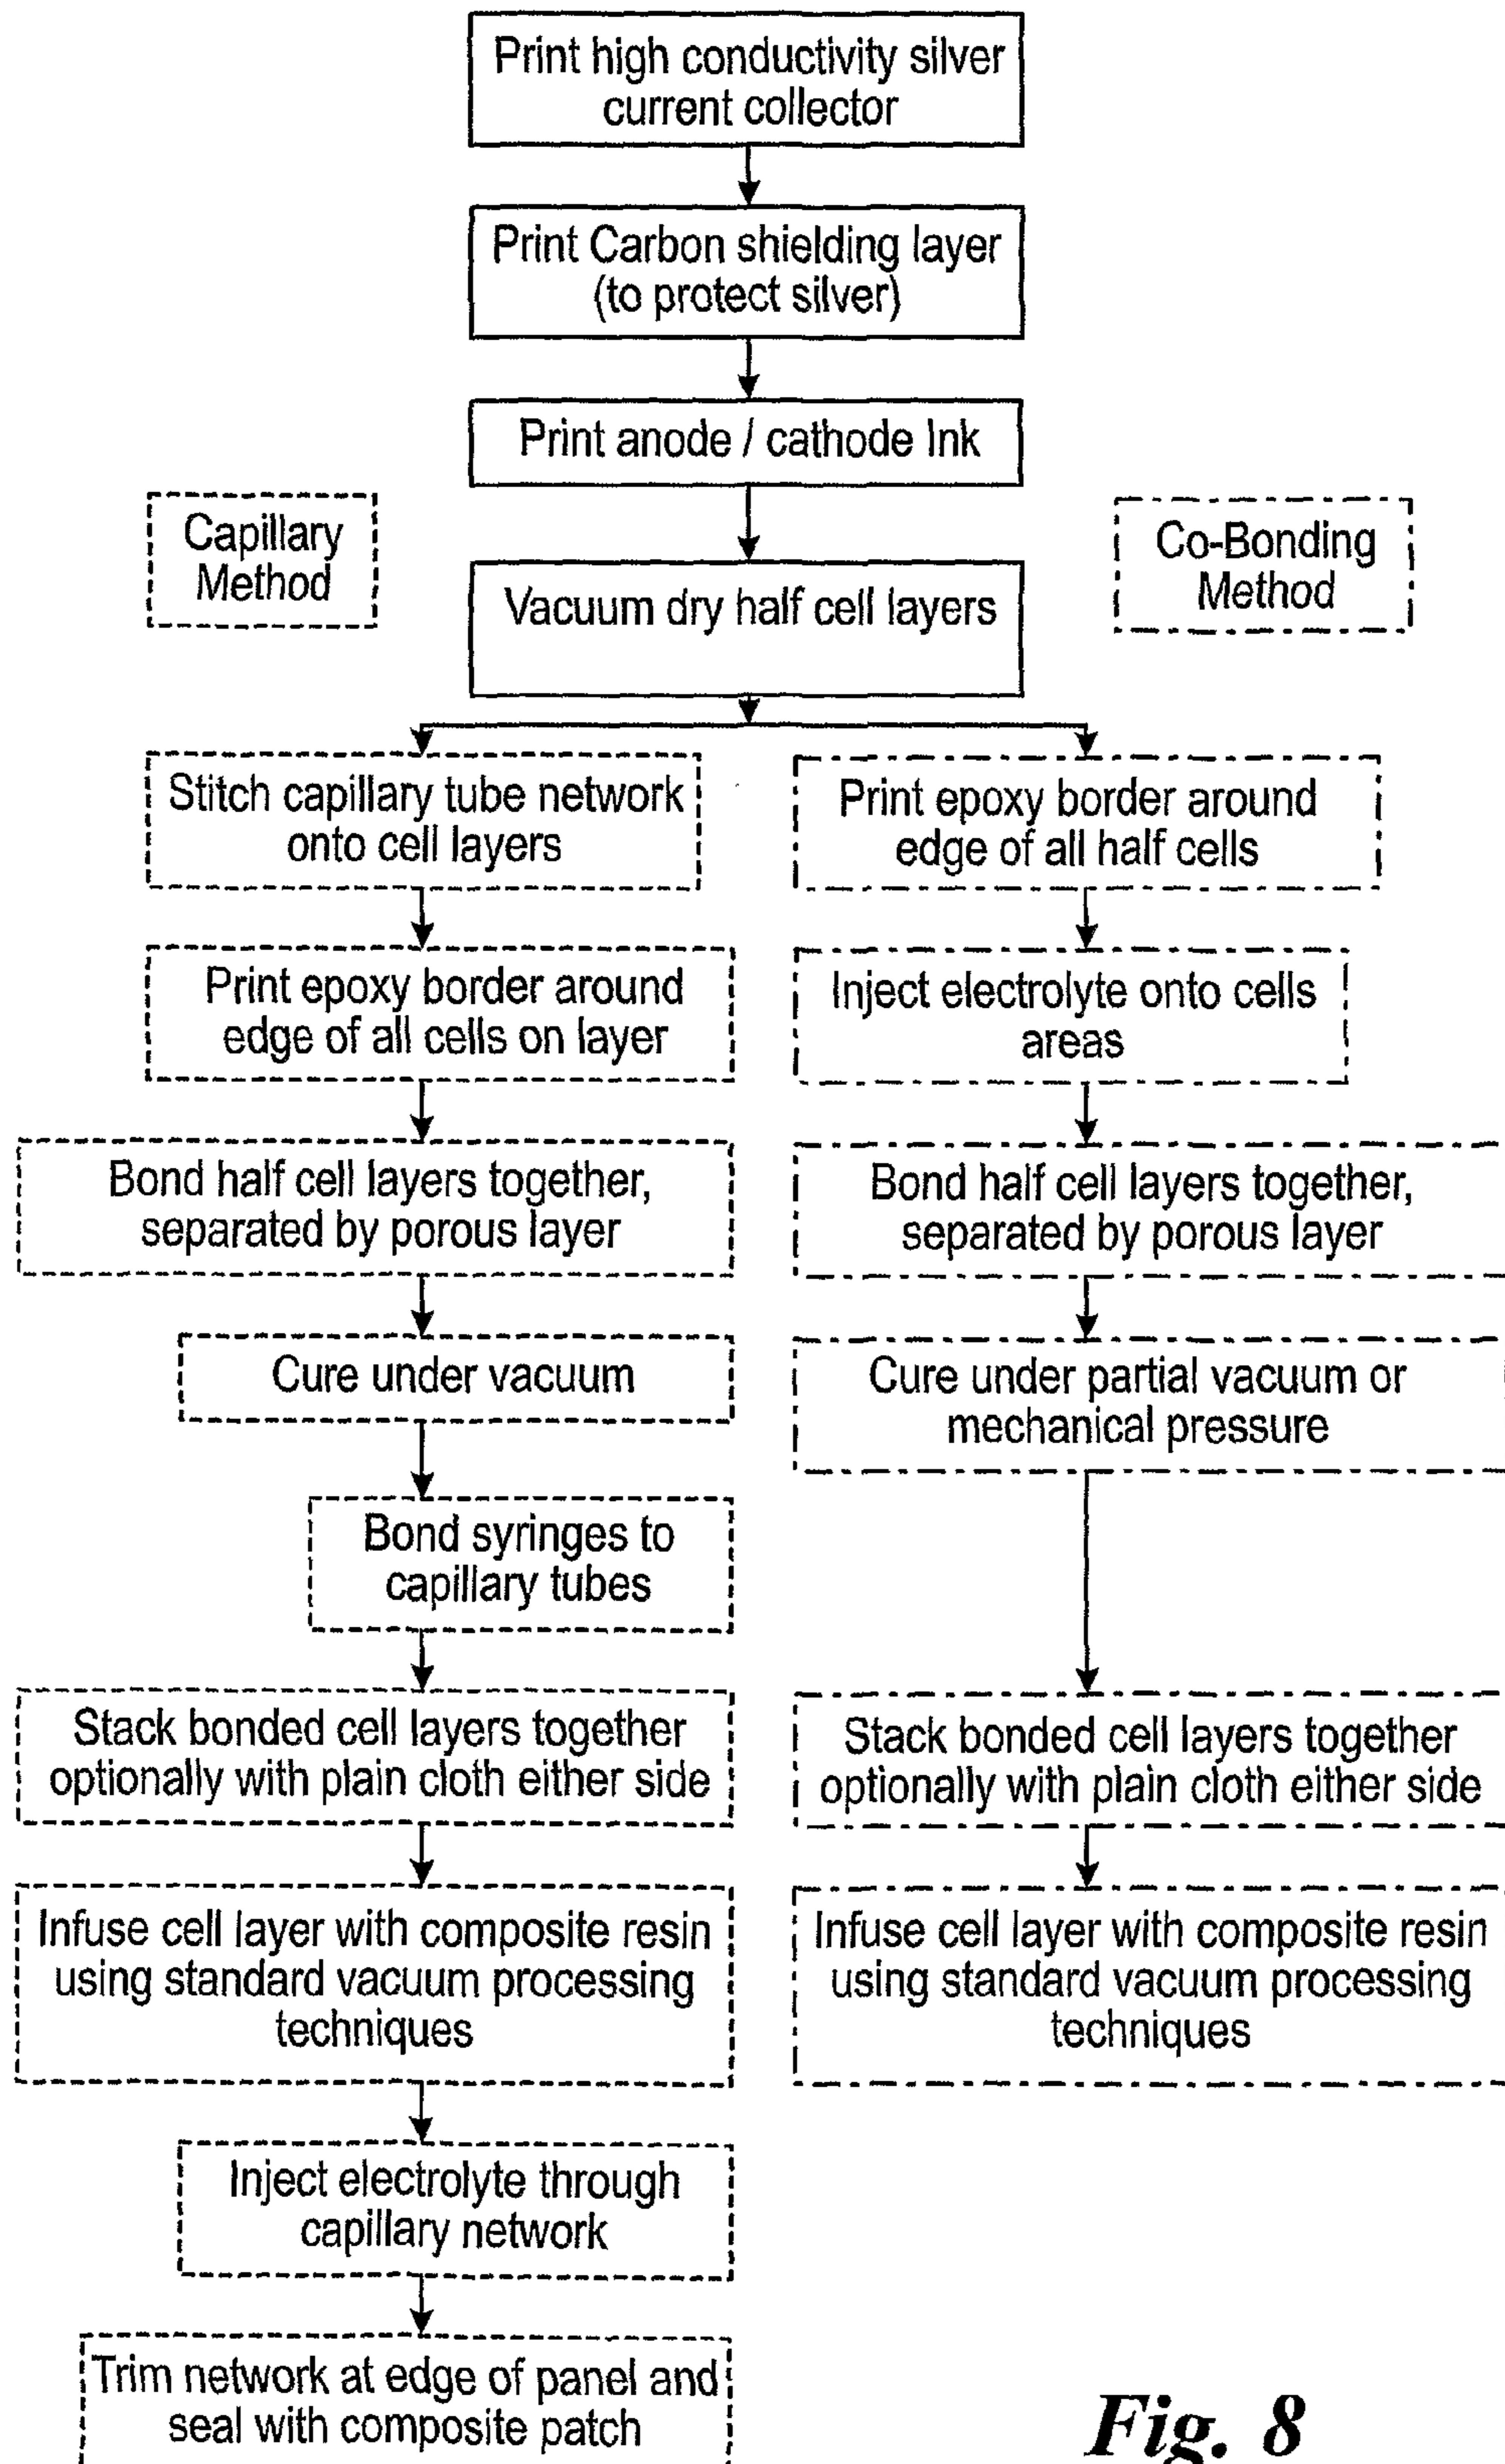 Print high conductivity silver
current collector
Print Carbon shielding layer
(to protect silver)
Print anode / cathode Ink
Capillary
Method
Co-Bonding
Method
Vacuum dry half cell layers
Stitch capillary tube network
onto cell layers
Print epoxy border around
edge of all cells on layer
Bond half cell layers together,
separated by porous layer
Cure under vacuum
Bond syringes to
capillary tubes
Stack bonded cell layers together
optionally with plain cloth either side
Infuse cell layer with composite resin
using standard vacuum processing
techniques
Inject electrolyte through
capillary network
Trim network at edge of panel and
seal with composite patch
Print epoxy border around
edge of all half cells
Inject electrolyte onto cells
areas
Bond half cell layers together,
separated by porous layer
Cure under partial vacuum or
mechanical pressure
Stack bonded cell layers together
optionally with plain cloth either side
Infuse cell layer with composite resin
using standard vacuum processing
techniques
Fig. 8